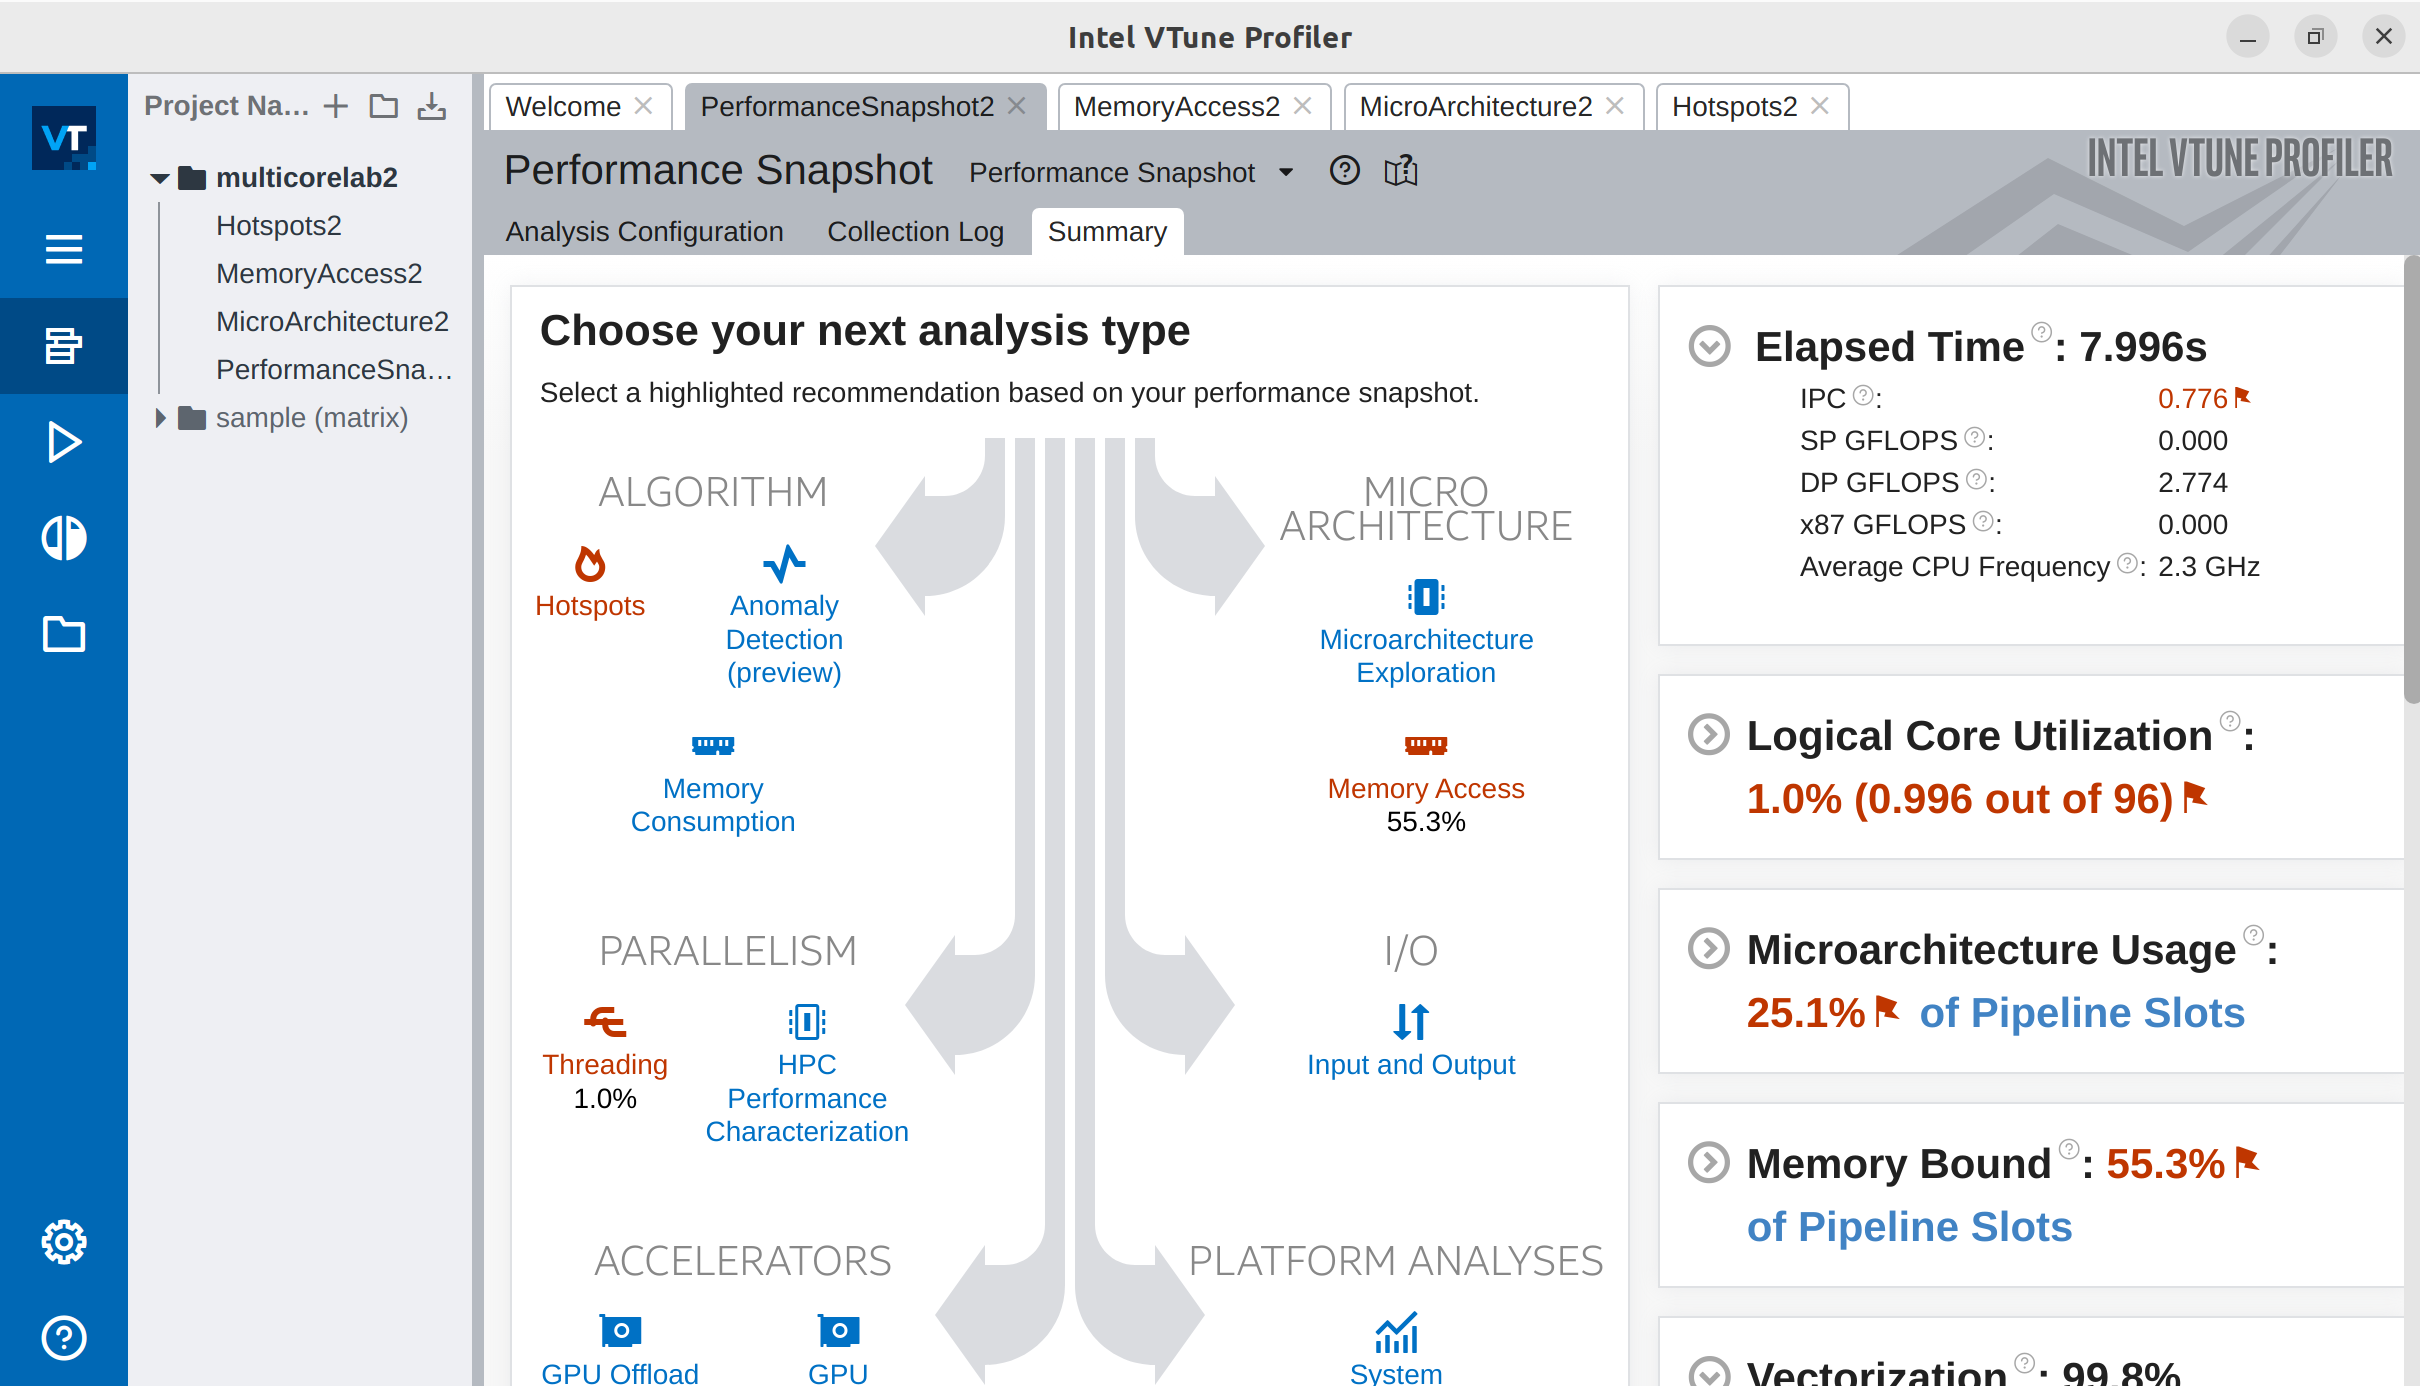 Intel VTune Profiler
VT
Project Na...
multicorelab2
Hotspots2
MemoryAccess2
MicroArchitecture2
PerformanceSna...
sample (matrix)
Welcome
PerformanceSnapshot2
MemoryAccess2
MicroArchitecture2
Hotspots2
Performance Snapshot
Performance Snapshot
INTEL VTUNE PROFILER
Analysis Configuration
Collection Log
Summary
Choose your next analysis type
Select a highlighted recommendation based on your performance snapshot.
ALGORITHM
Hotspots
Anomaly
Detection
(preview)
Memory
Consumption
MICRO
ARCHITECTURE
Microarchitecture
Exploration
Memory Access
55.3%
PARALLELISM
Threading
1.0%
HPC
Performance
Characterization
I/O
Input and Output
ACCELERATORS
GPU Offload
GPU
PLATFORM ANALYSES
System
Elapsed Time ?: 7.996s
IPC ?: 0.776
SP GFLOPS ?: 0.000
DP GFLOPS ?: 2.774
x87 GFLOPS ?: 0.000
Average CPU Frequency ?: 2.3 GHz
Logical Core Utilization ?:
1.0% (0.996 out of 96)
Microarchitecture Usage ?:
25.1% of Pipeline Slots
Memory Bound ?: 55.3%
of Pipeline Slots
Vectorization ?: 99.8%